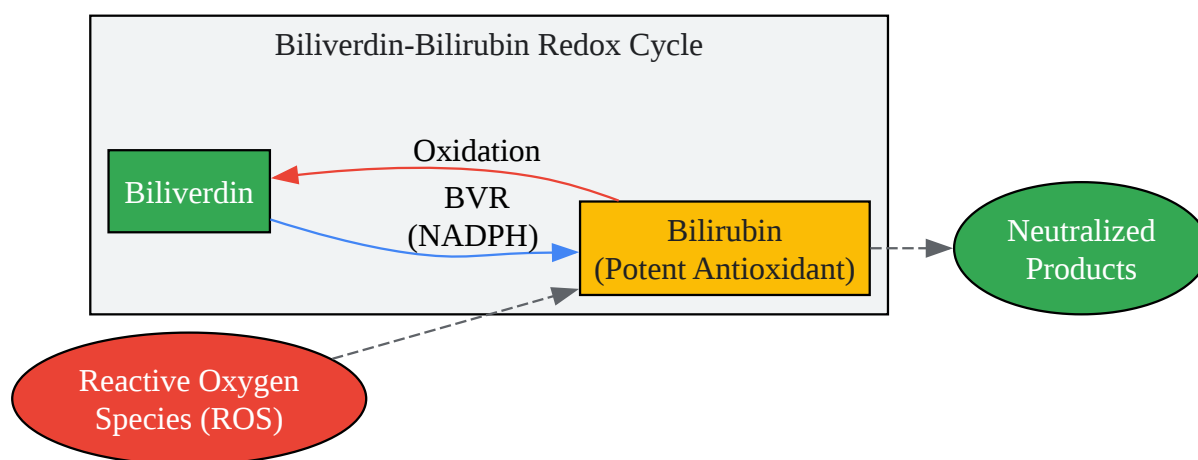 Biliverdin-Bilirubin Redox Cycle
Oxidation
Biliverdin
BVR
(NADPH)
Bilirubin
(Potent Antioxidant)
Neutralized
Products
Reactive Oxygen
Species (ROS)